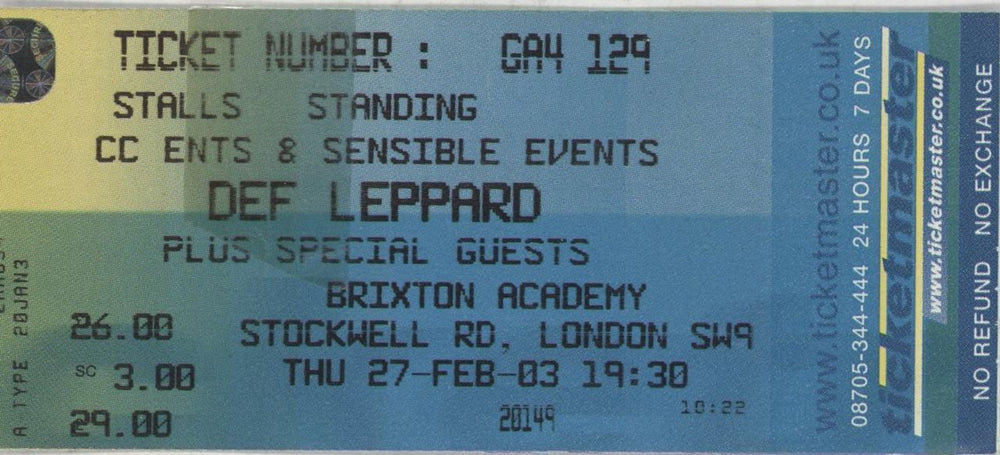 TICKET NUMBER : GA4 129
STALLS STANDING
CC ENTS & SENSIBLE EVENTS
DEF LEPPARD
PLUS SPECIAL GUESTS
BRIXTON ACADEMY
26.00 STOCKWELL RD, LONDON SW9
SC 3.00 THU 27-FEB-03 19:30
29.00 20149 10:22
A TYPE 20JAN3
www.ticketmaster.co.uk
08705-344-444 24 HOURS 7 DAYS
ticketmaster
www.ticketmaster.co.uk
NO REFUND NO EXCHANGE